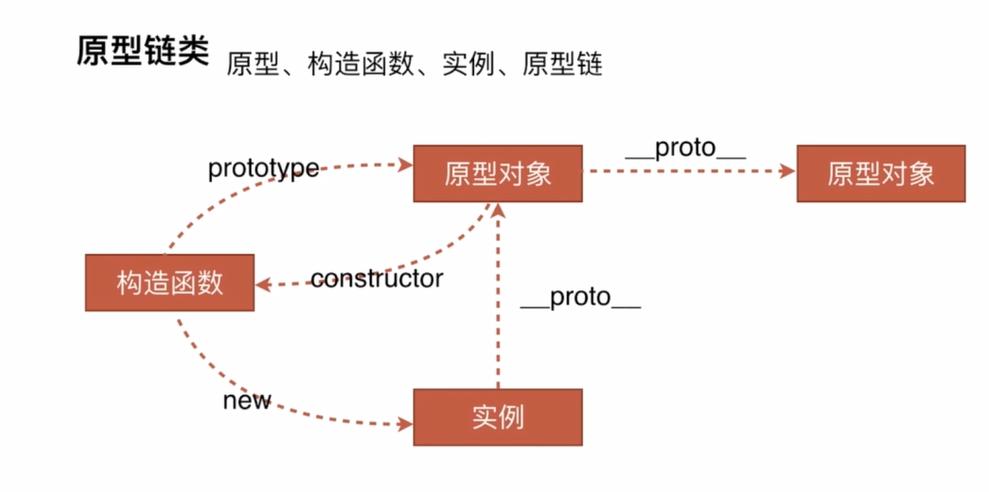 原型链类 原型、构造函数、实例、原型链
prototype
原型对象
__proto__
原型对象
构造函数
constructor
__proto__
new
实例